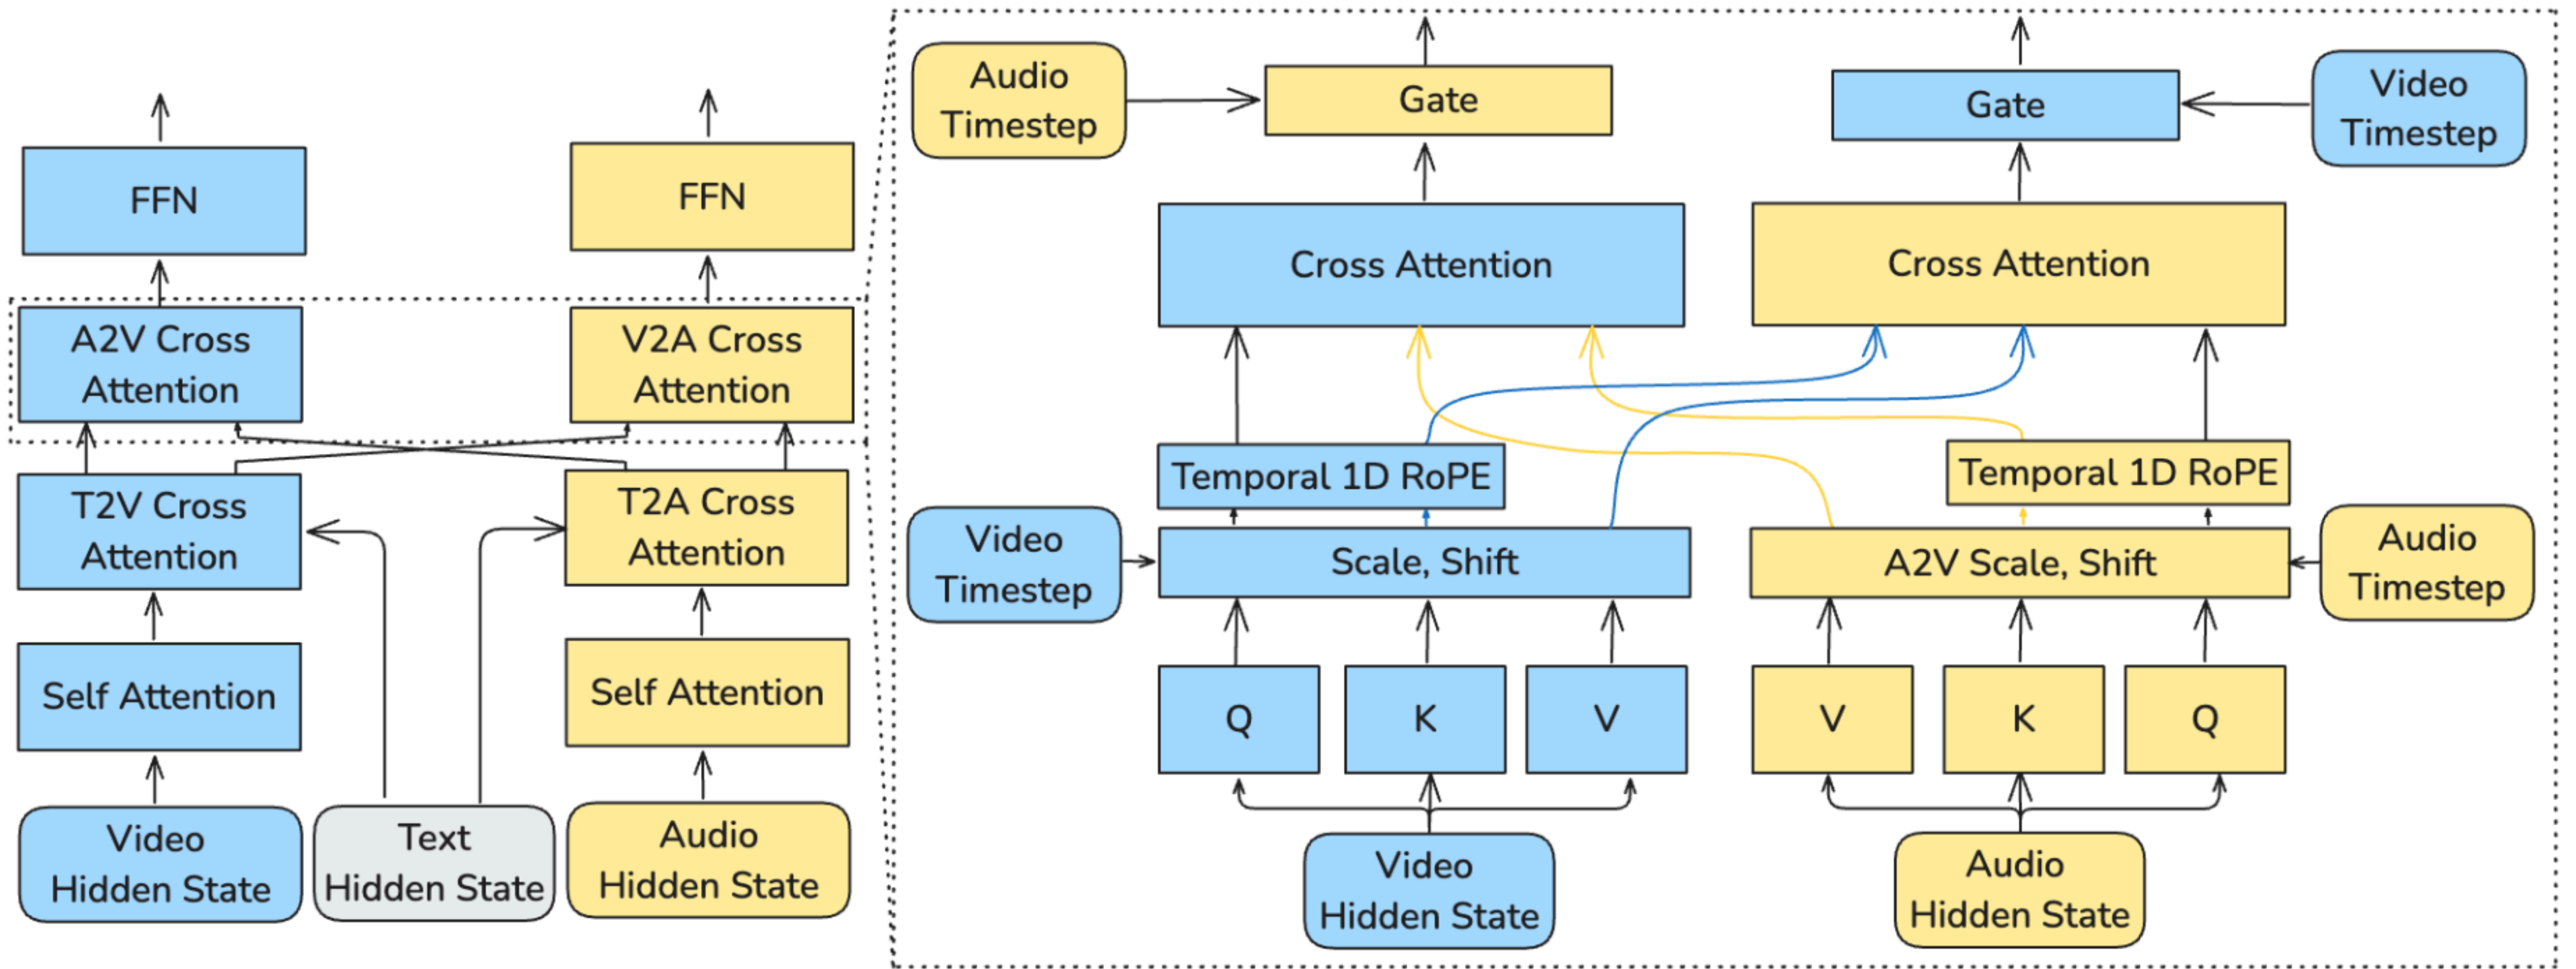 FFN
FFN
A2V Cross
Attention
V2A Cross
Attention
T2V Cross
Attention
T2A Cross
Attention
Self Attention
Self Attention
Video
Hidden State
Text
Hidden State
Audio
Hidden State
Audio
Timestep
Gate
Gate
Video
Timestep
Cross Attention
Cross Attention
Temporal 1D RoPE
Temporal 1D RoPE
Video
Timestep
Scale, Shift
A2V Scale, Shift
Audio
Timestep
Q
K
V
V
K
Q
Video
Hidden State
Audio
Hidden State